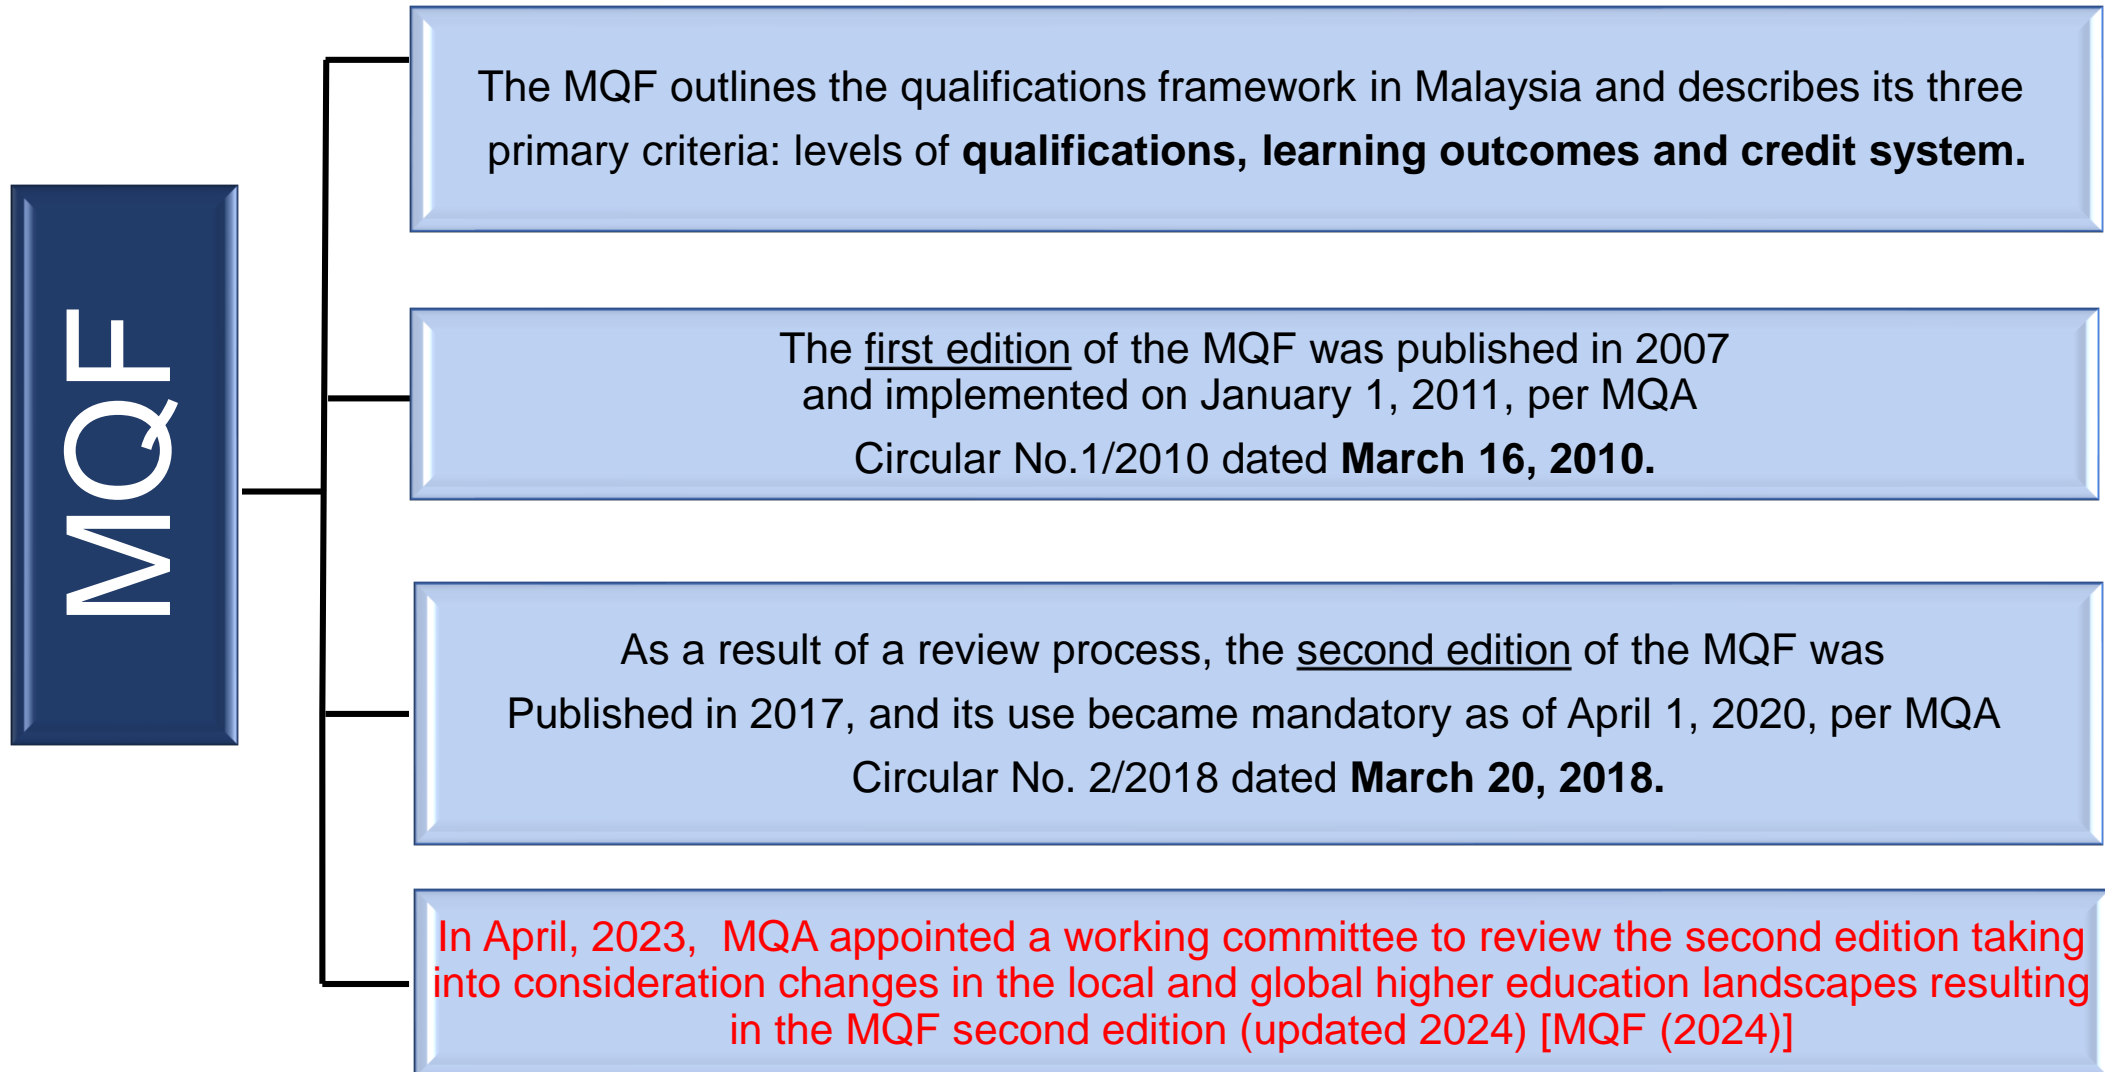 MQF
The MQF outlines the qualifications framework in Malaysia and describes its three
primary criteria: levels of qualifications, learning outcomes and credit system.
The first edition of the MQF was published in 2007
and implemented on January 1, 2011, per MQA
Circular No.1/2010 dated March 16, 2010.
As a result of a review process, the second edition of the MQF was
Published in 2017, and its use became mandatory as of April 1, 2020, per MQA
Circular No. 2/2018 dated March 20, 2018.
In April, 2023, MQA appointed a working committee to review the second edition taking
into consideration changes in the local and global higher education landscapes resulting
in the MQF second edition (updated 2024) [MQF (2024)]